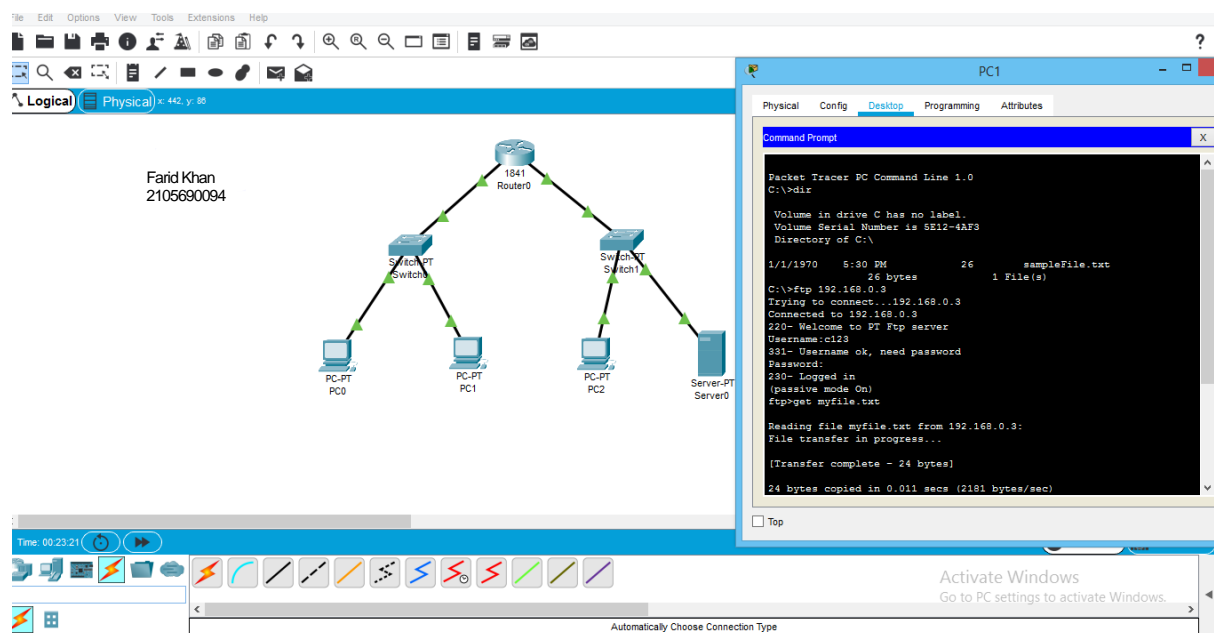 File Edit Options View Tools Extensions Help
?
Logical Physical x: 442, y: 86
Farid Khan
2105690094
1841
Router0
Switch-PT
Switch0
Switch-PT
Switch1
PC-PT
PC0
PC-PT
PC1
PC-PT
PC2
Server-PT
Server0
PC1
Physical Config Desktop Programming Attributes
Command Prompt X
Packet Tracer PC Command Line 1.0
C:\>dir
Volume in drive C has no label.
Volume Serial Number is 5E12-4AF3
Directory of C:\
1/1/1970 5:30 PM 26 sampleFile.txt
26 bytes 1 File(s)
C:\>ftp 192.168.0.3
Trying to connect...192.168.0.3
Connected to 192.168.0.3
220- Welcome to PT Ftp server
Username:c123
331- Username ok, need password
Password:
230- Logged in
(passive mode On)
ftp>get myfile.txt
Reading file myfile.txt from 192.168.0.3:
File transfer in progress...
[Transfer complete - 24 bytes]
24 bytes copied in 0.011 secs (2181 bytes/sec)
Top
Time: 00:23:21
Activate Windows
Go to PC settings to activate Windows.
Automatically Choose Connection Type